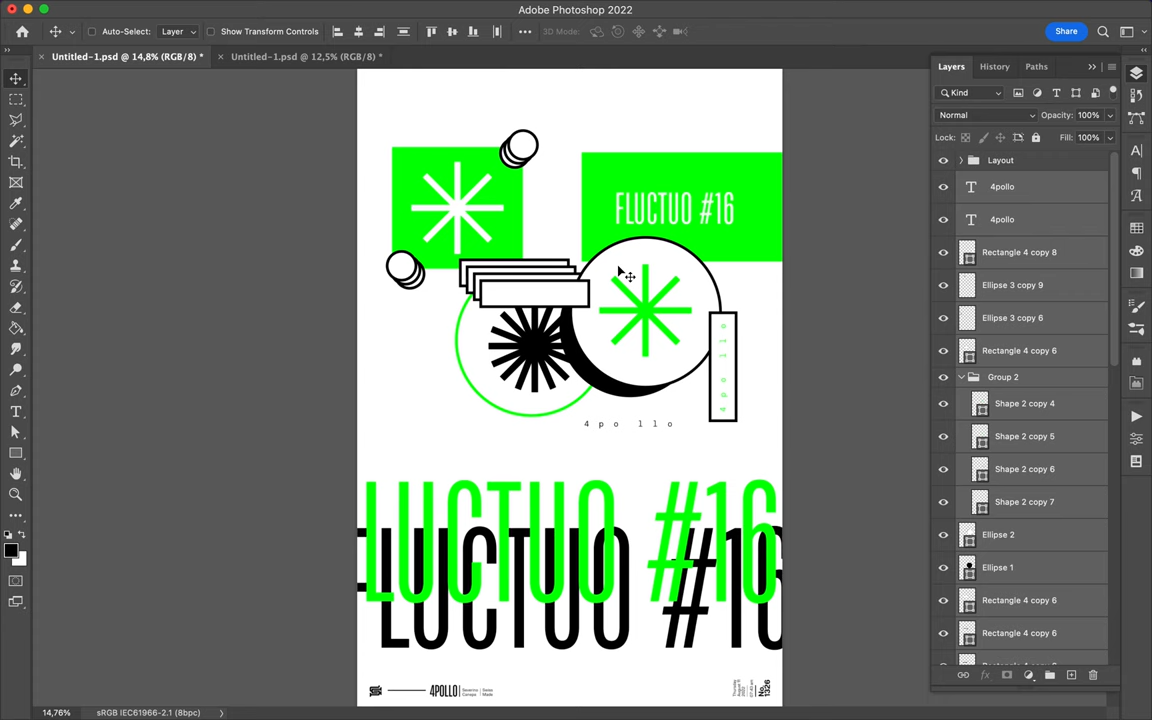 Adobe Photoshop 2022
Auto-Select:
Layer
Show Transform Controls
3D Mode:
Share
Untitled-1.psd @ 14,8% (RGB/8) *
Untitled-1.psd @ 12,5% (RGB/8) *
Layers
History
Paths
Kind
Normal
Opacity: 100%
Lock:
Fill: 100%
Layout
4pollo
4pollo
Rectangle 4 copy 8
Ellipse 3 copy 9
Ellipse 3 copy 6
Rectangle 4 copy 6
Group 2
Shape 2 copy 4
Shape 2 copy 5
Shape 2 copy 6
Shape 2 copy 7
Ellipse 2
Ellipse 1
Rectangle 4 copy 6
Rectangle 4 copy 6
FLUCTUO #16
4pollo
4pollo
LUCTUO #16
FLUCTUO #16
4POLLO
No. 1326
14,76%
sRGB IEC61966-2.1 (8bpc)